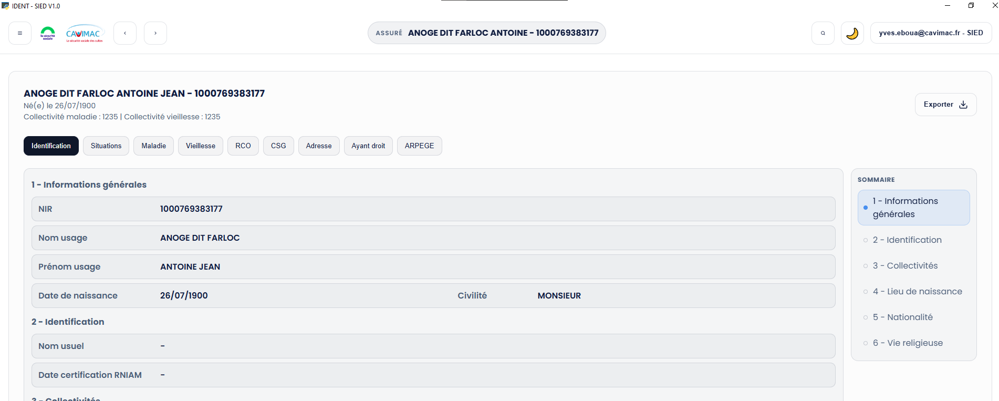 IDENT - SIED V1.0
la sécurité
sociale
CAVIMAC
La sécurité sociale des cultes
ASSURÉ ANOGE DIT FARLOC ANTOINE - 1000769383177
yves.eboua@cavimac.fr - SIED
ANOGE DIT FARLOC ANTOINE JEAN - 1000769383177
Né(e) le 26/07/1900
Collectivité maladie : 1235 | Collectivité vieillesse : 1235
Exporter
Identification Situations Maladie Vieillesse RCO CSG Adresse Ayant droit ARPEGE
1 - Informations générales
NIR 1000769383177
Nom usage ANOGE DIT FARLOC
Prénom usage ANTOINE JEAN
Date de naissance 26/07/1900 Civilité MONSIEUR
2 - Identification
Nom usuel -
Date certification RNIAM -
3 - Collectivités
SOMMAIRE
1 - Informations
générales
2 - Identification
3 - Collectivités
4 - Lieu de naissance
5 - Nationalité
6 - Vie religieuse